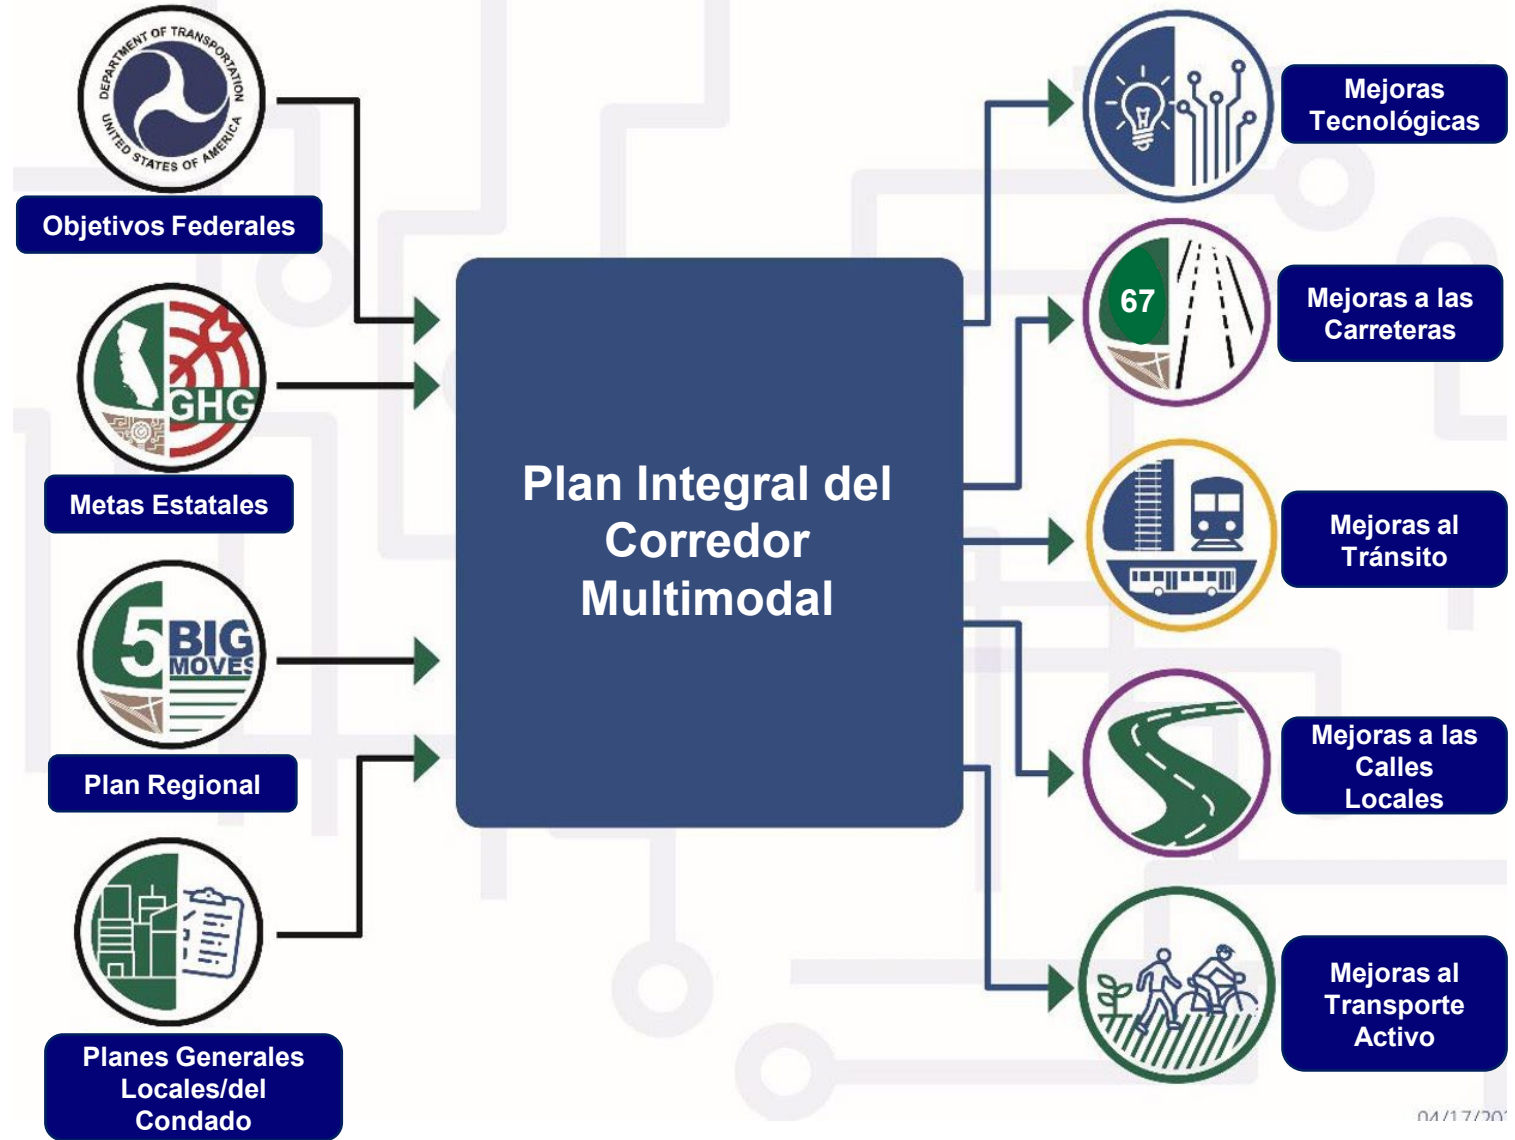 DEPARTMENT OF TRANSPORTATION
UNITED STATES OF AMERICA
Objetivos Federales
GHG
Metas Estatales
5 BIG
MOVES
Plan Regional
Planes Generales
Locales/del
Condado
Plan Integral del
Corredor
Multimodal
Mejoras
Tecnológicas
67
Mejoras a las
Carreteras
Mejoras al
Tránsito
Mejoras a las
Calles
Locales
Mejoras al
Transporte
Activo